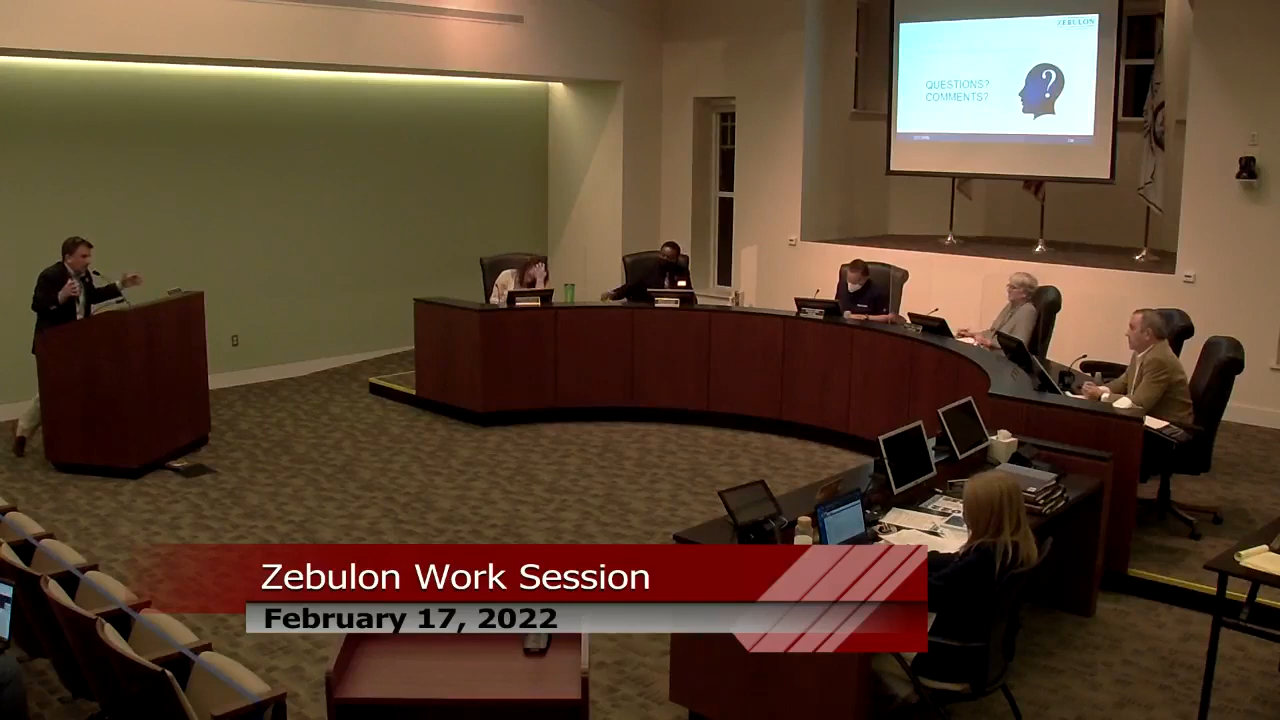 ZEBULON
QUESTIONS?
COMMENTS?
Zebulon Work Session
February 17, 2022